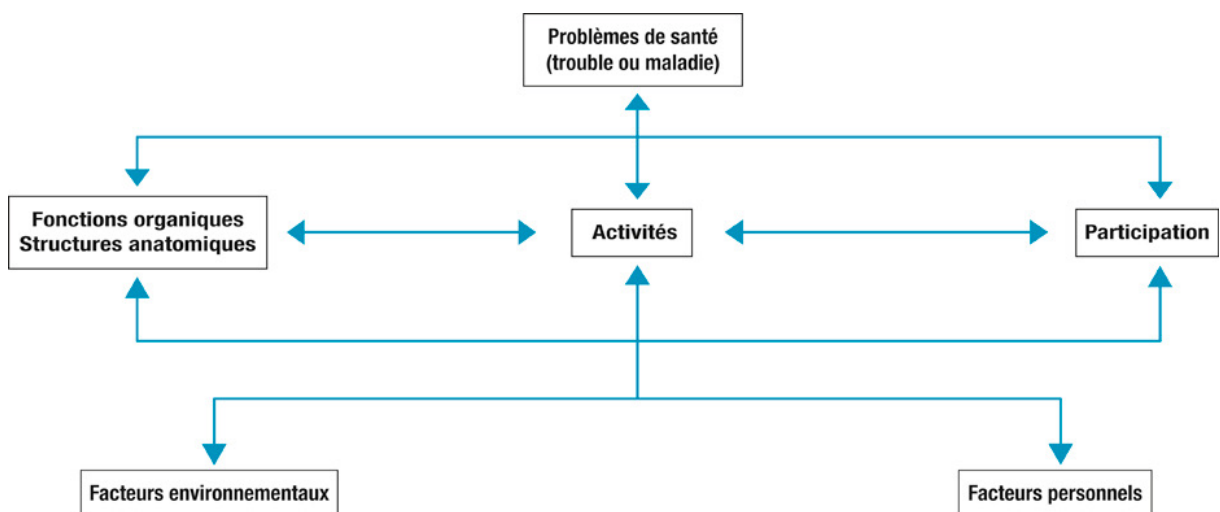 Problèmes de santé
(trouble ou maladie)
Fonctions organiques
Structures anatomiques
Activités
Participation
Facteurs environnementaux
Facteurs personnels